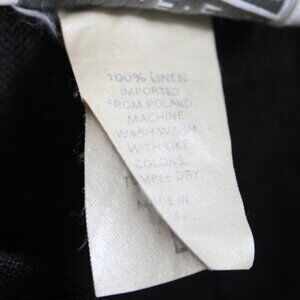 100% LINEN
IMPORTED
FROM POLAND.
MACHINE
WASH WARM
WITH LIKE
COLORS.
TUMBLE DRY.
MADE IN